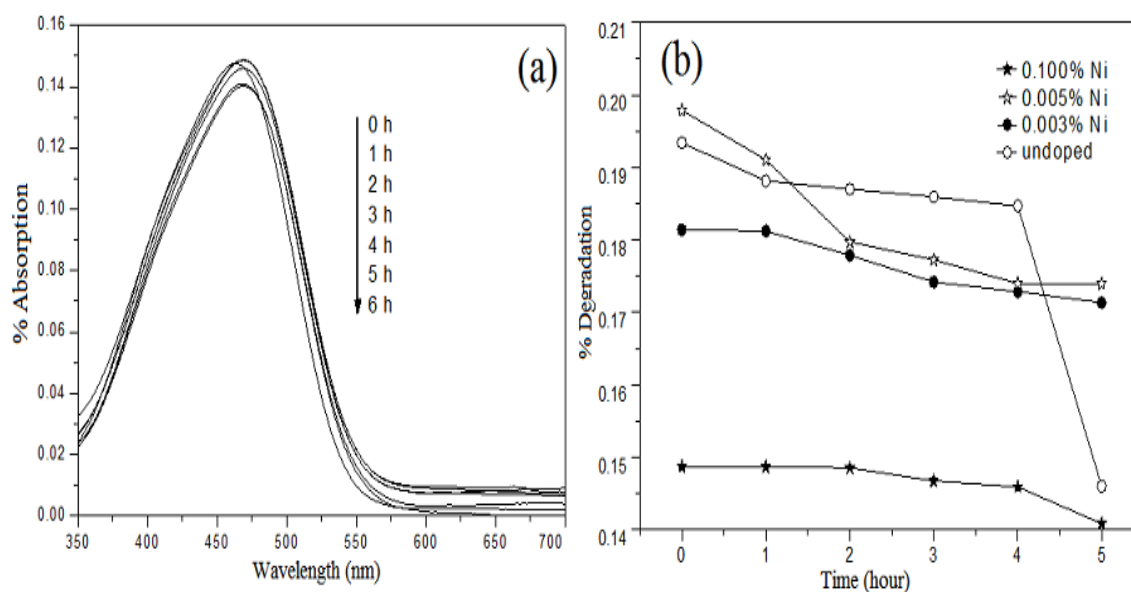 (a)
0.16
0.14
0.12
0.10
0.08
0.06
0.04
0.02
0.00
% Absorption
0 h
1 h
2 h
3 h
4 h
5 h
6 h
350 400 450 500 550 600 650 700
Wavelength (nm)
(b)
0.21
0.20
0.19
0.18
0.17
0.16
0.15
0.14
% Degradation
0.100% Ni
0.005% Ni
0.003% Ni
undoped
0 1 2 3 4 5
Time (hour)